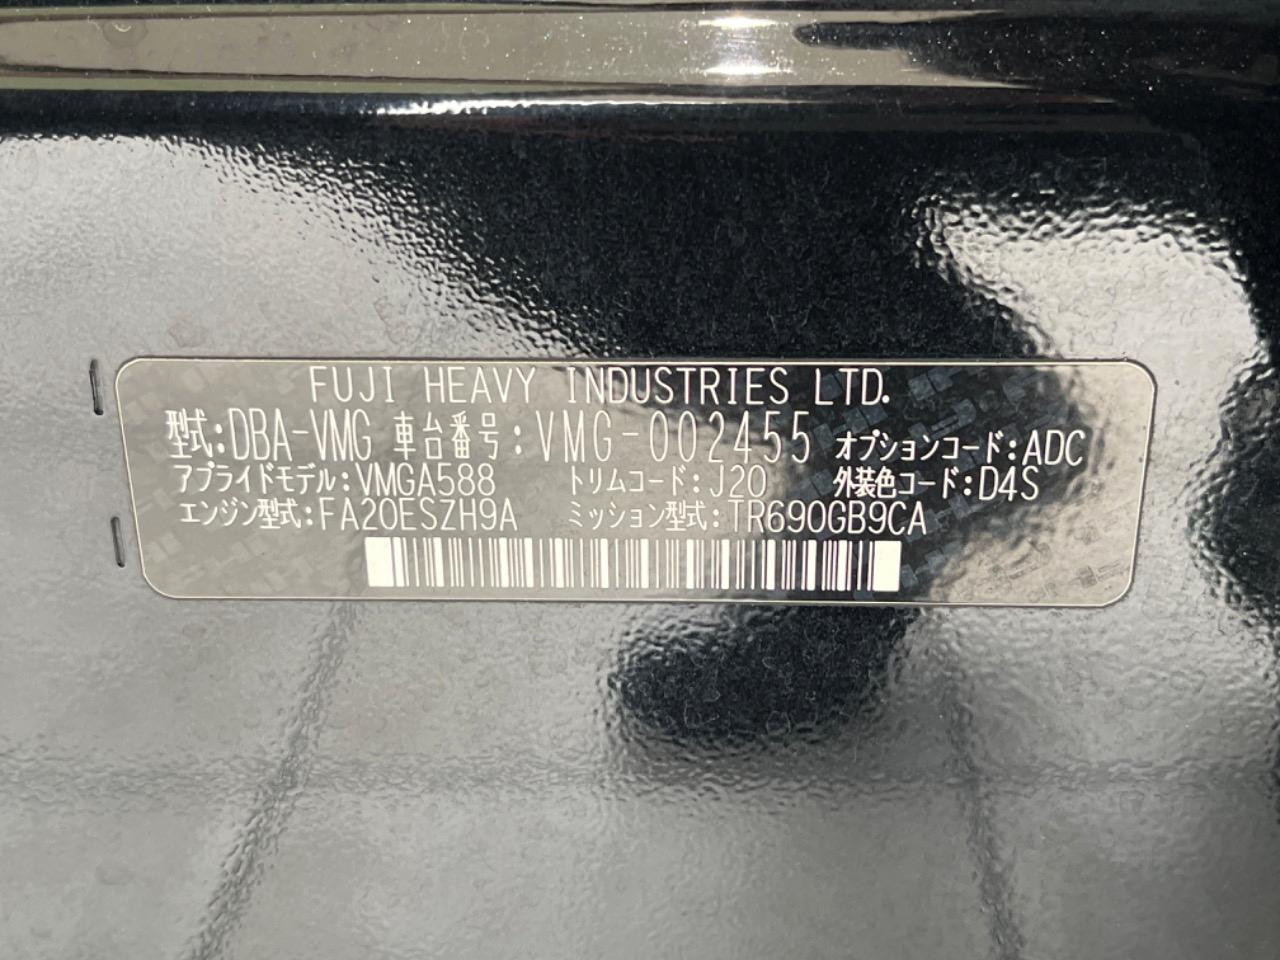 FUJI HEAVY INDUSTRIES LTD.
型式:DBA-VMG 車台番号:VMG-002455 オプションコード:ADC
アプライドモデル:VMGA588 トリムコード:J20 外装色コード:D4S
エンジン型式:FA20ESZH9A ミッション型式:TR690GB9CA